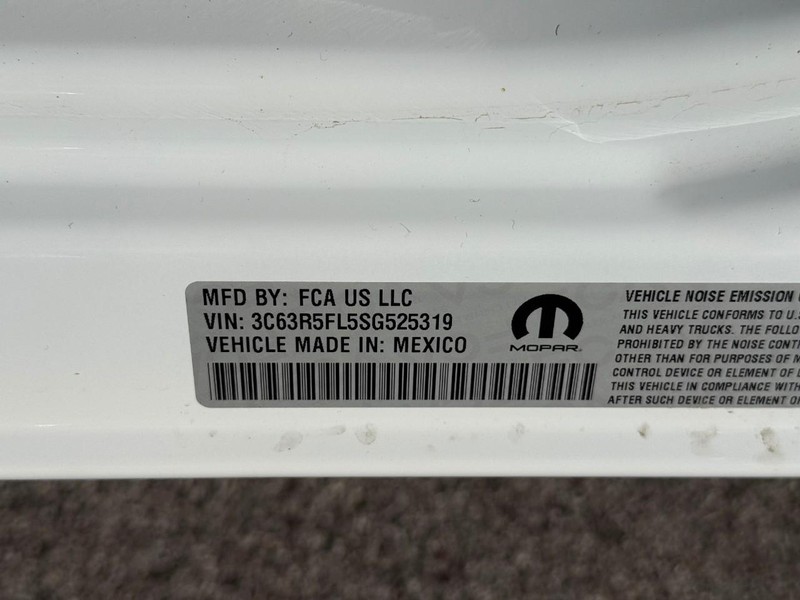 MFD BY: FCA US LLC
VIN: 3C63R5FL5SG525319
VEHICLE MADE IN: MEXICO
MOPAR
VEHICLE NOISE EMISSION
THIS VEHICLE CONFORMS TO U.S
AND HEAVY TRUCKS. THE FOLLO
PROHIBITED BY THE NOISE CONT
OTHER THAN FOR PURPOSES OF M
CONTROL DEVICE OR ELEMENT OF
THIS VEHICLE IN COMPLIANCE WITH
AFTER SUCH DEVICE OR ELEMENT O